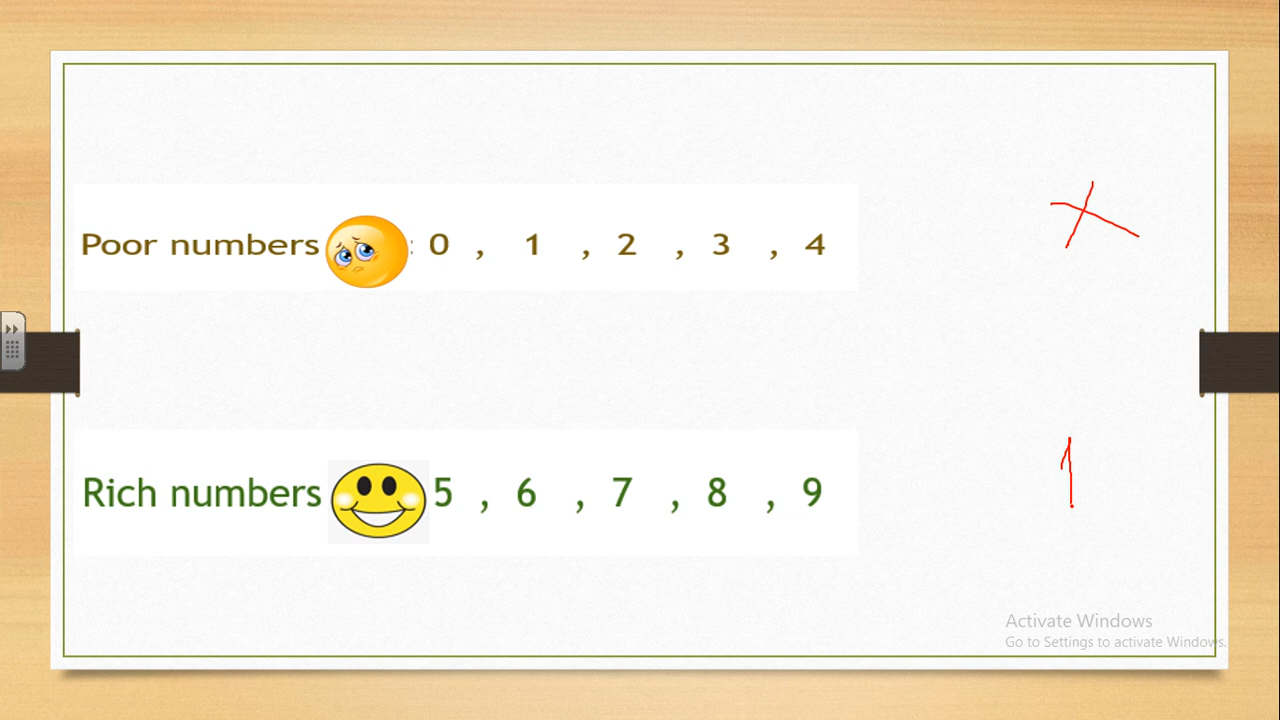 Poor numbers : 0 , 1 , 2 , 3 , 4
Rich numbers 5 , 6 , 7 , 8 , 9
1
Activate Windows
Go to Settings to activate Windows.